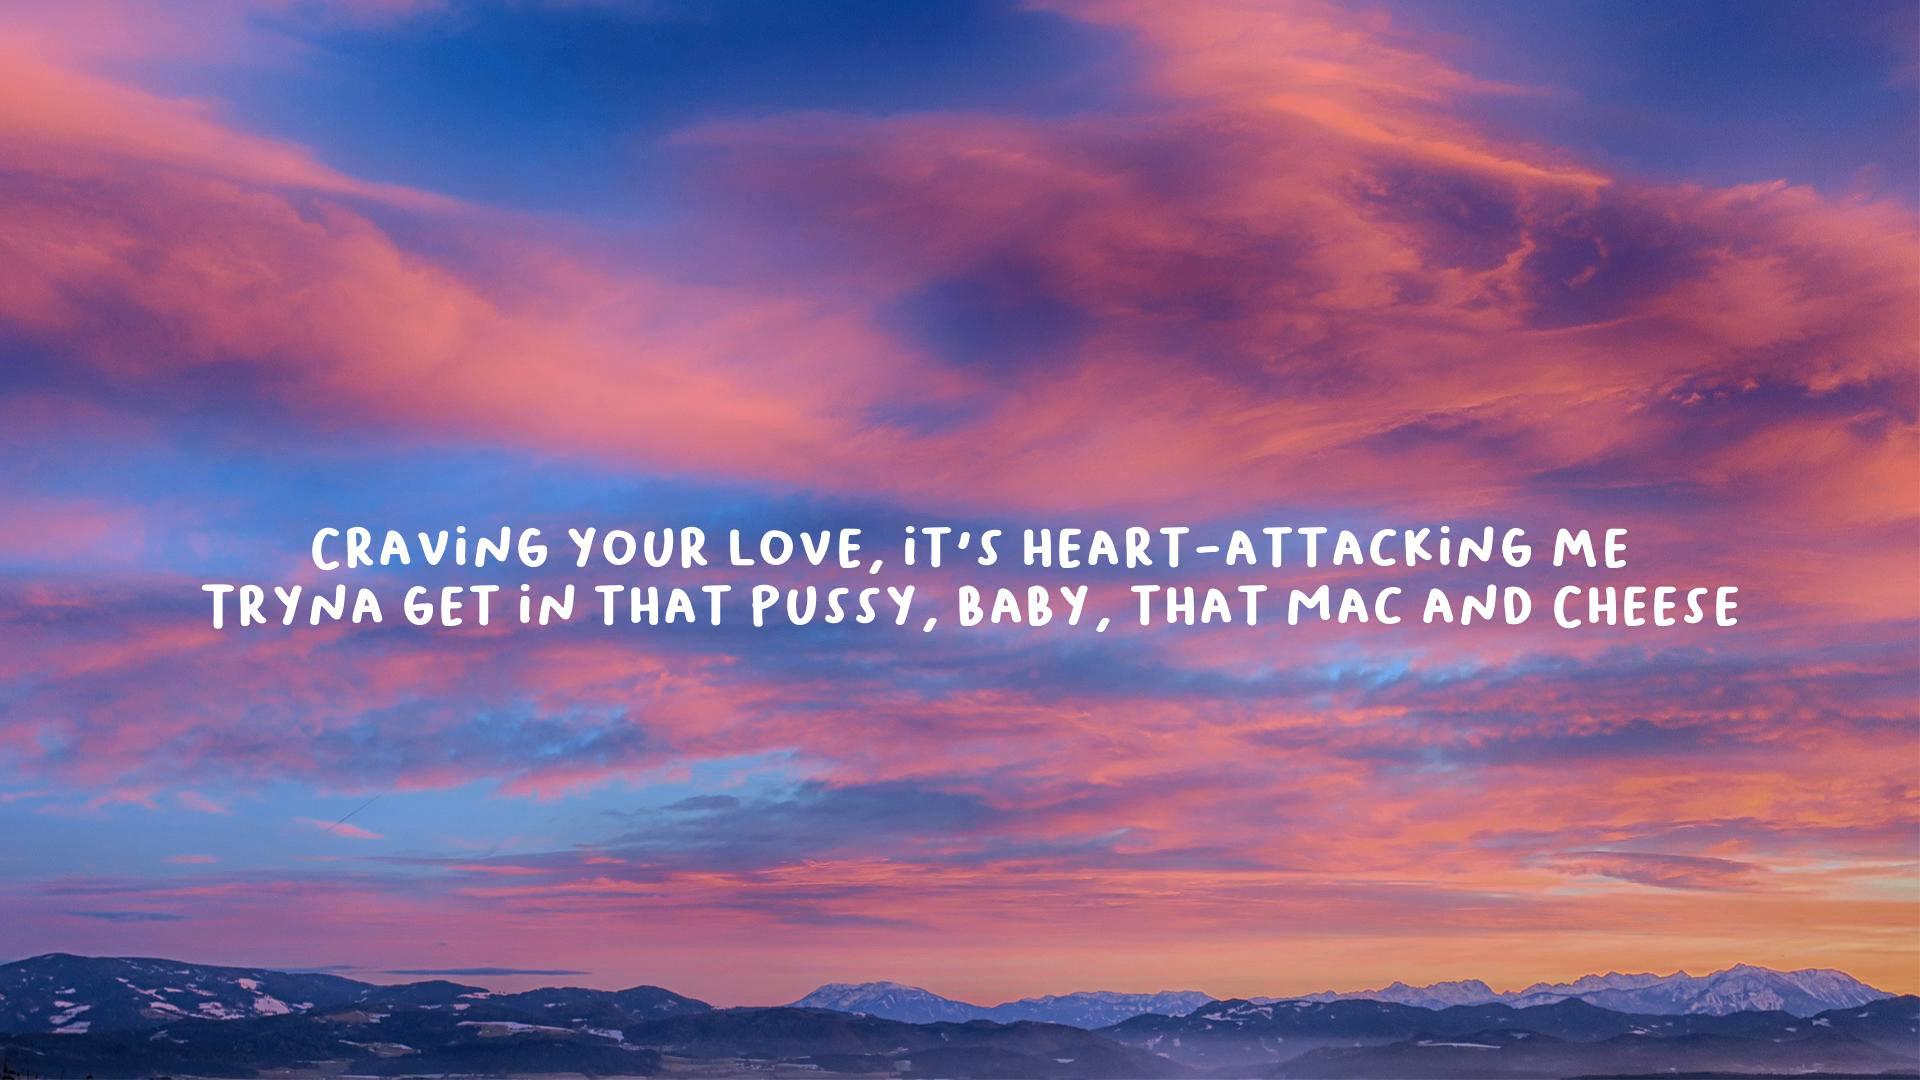 CRAVING YOUR LOVE, IT'S HEART-ATTACKING ME
TRYNA GET IN THAT PUSSY, BABY, THAT MAC AND CHEESE